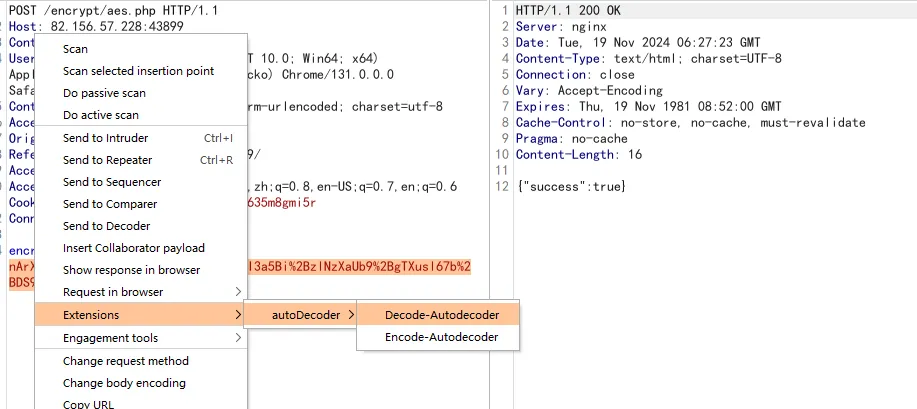 POST /encrypt/aes.php HTTP/1.1
Host: 82.156.57.228:43899
Cont
User T 10.0; Win64; x64)
Appl cko) Chrome/131.0.0.0
Safa
Cont rm-urlencoded; charset=utf-8
Acce
Orig
Refe 9/
Acce
Acce ,zh;q=0.8,en-US;q=0.7,en;q=0.6
Cook 635m8gmi5r
Conn
encr
nArX l3a5Bi%2BzlNzXaUb9%2BgTXusl67b%2
BDS9
Scan
Scan selected insertion point
Do passive scan
Do active scan
Send to Intruder Ctrl+I
Send to Repeater Ctrl+R
Send to Sequencer
Send to Comparer
Send to Decoder
Insert Collaborator payload
Show response in browser
Request in browser >
Extensions >
Engagement tools >
Change request method
Change body encoding
Copy URL
autoDecoder >
Decode-Autodecoder
Encode-Autodecoder
1 HTTP/1.1 200 OK
2 Server: nginx
3 Date: Tue, 19 Nov 2024 06:27:23 GMT
4 Content-Type: text/html; charset=UTF-8
5 Connection: close
6 Vary: Accept-Encoding
7 Expires: Thu, 19 Nov 1981 08:52:00 GMT
8 Cache-Control: no-store, no-cache, must-revalidate
9 Pragma: no-cache
10 Content-Length: 16
11
12 {"success":true}